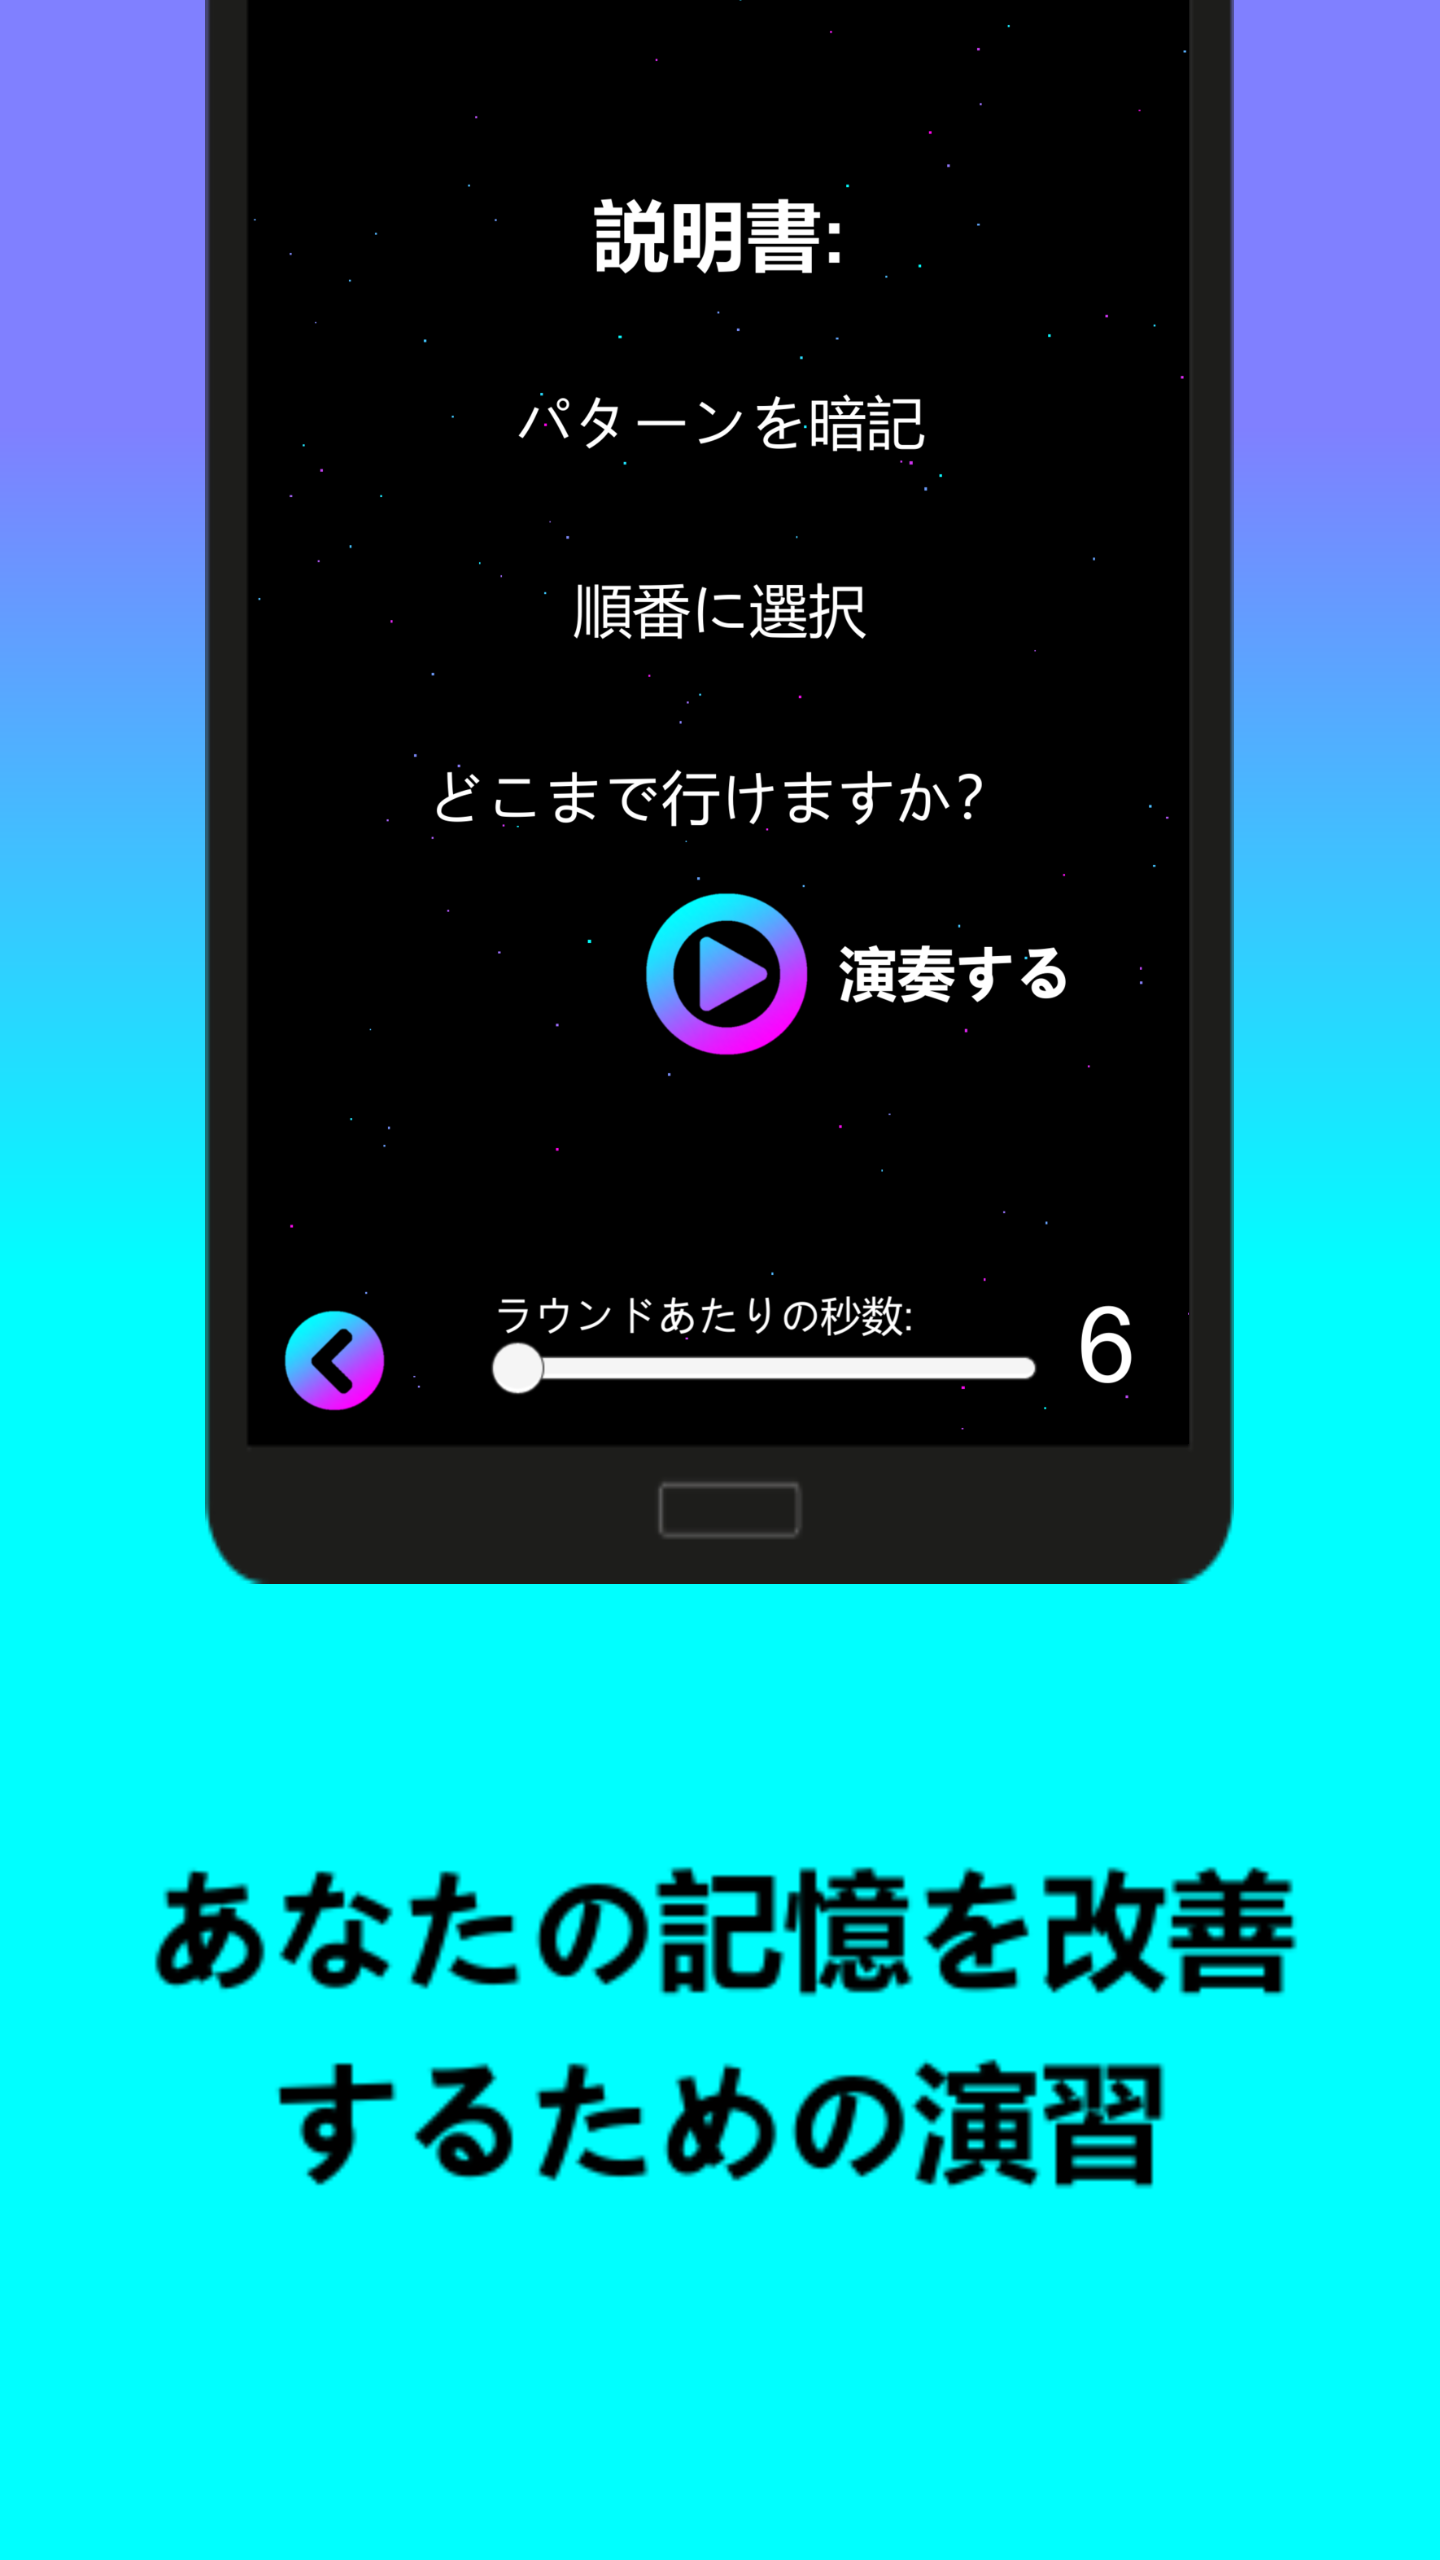 説明書:
パターンを暗記
順番に選択
どこまで行けますか?
演奏する
ラウンドあたりの秒数:
6
あなたの記憶を改善
するための演習